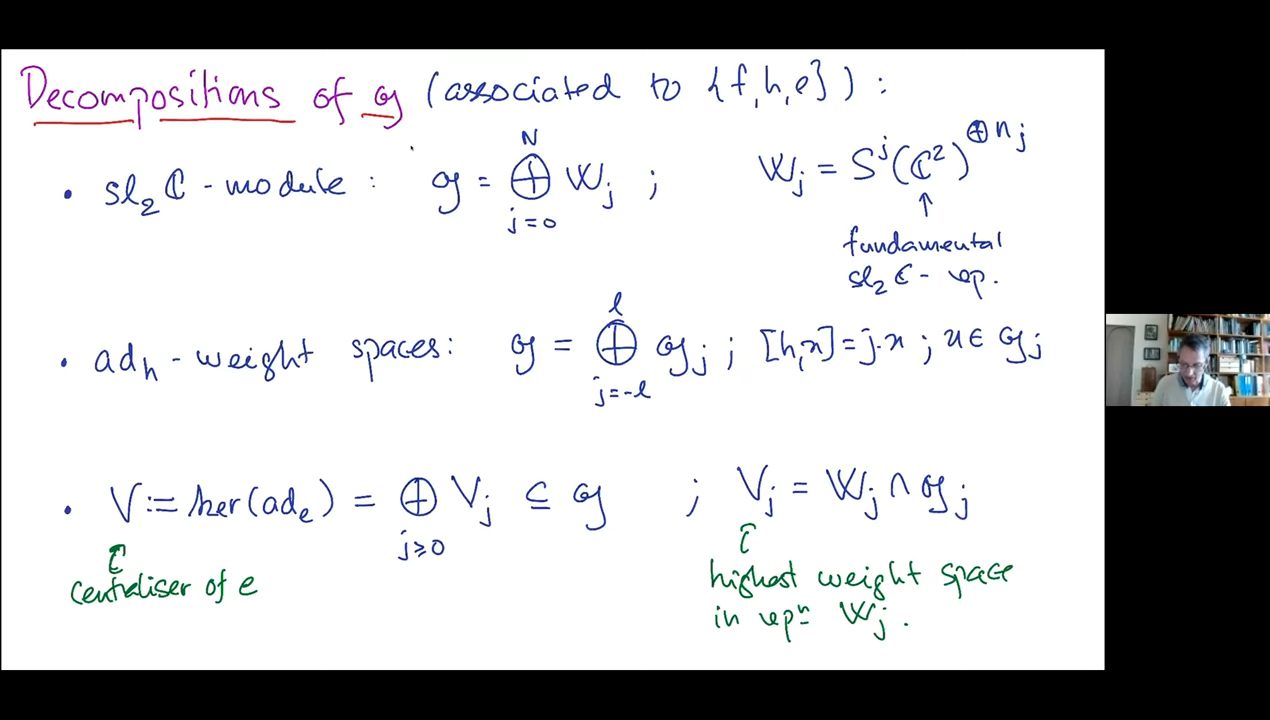 Decompositions of 𝔤 (associated to {f,h,e}) :
• sl₂ℂ - module : 𝔤 = ⊕_{j=0}^{N} W_j ; W_j = S^j(ℂ²)^{⊕n_j}
↑
fundamental
sl₂ℂ - rep.
• ad_h - weight spaces : 𝔤 = ⊕_{j=-l}^{l} 𝔤_j ; [h,x] = j·x ; x ∈ 𝔤_j
• V := ker(ad_e) = ⊕_{j≥0} V_j ⊆ 𝔤 ; V_j = W_j ∩ 𝔤_j
centraliser of e
highest weight space
in repⁿ W_j .